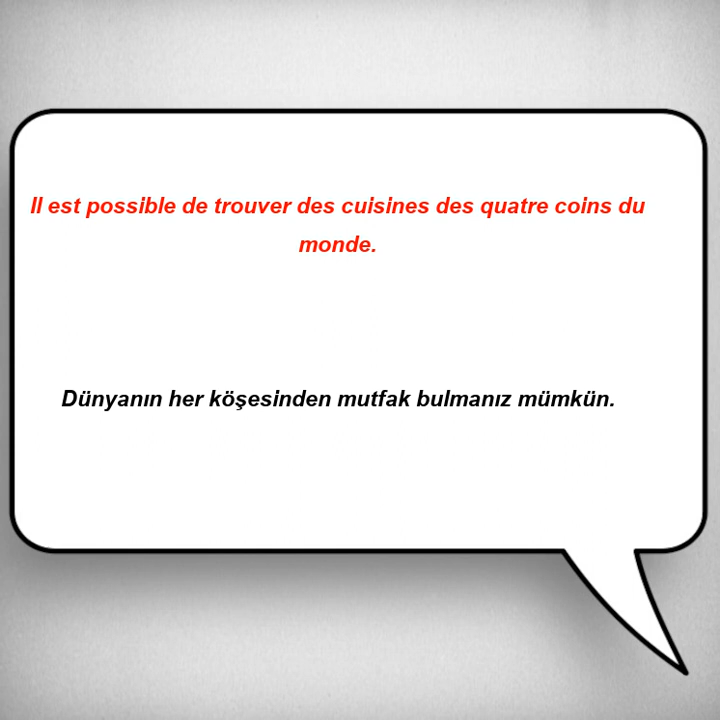 Il est possible de trouver des cuisines des quatre coins du
monde.
Dünyanın her köşesinden mutfak bulmanız mümkün.